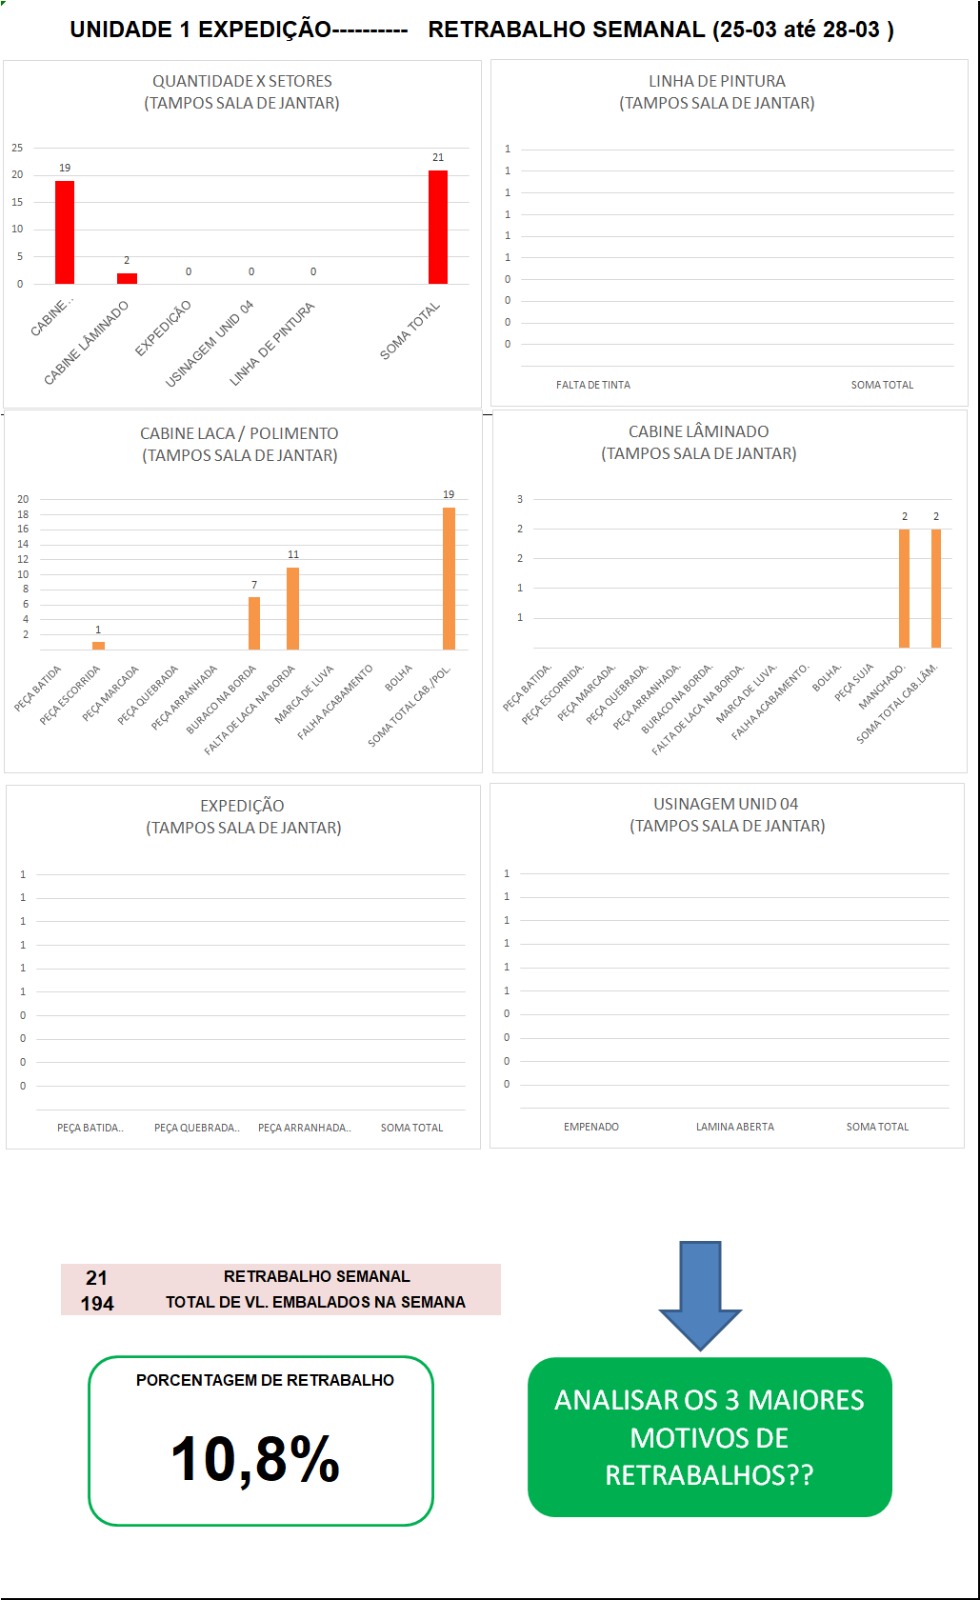 UNIDADE 1 EXPEDIÇÃO---------- RETRABALHO SEMANAL (25-03 até 28-03 )
QUANTIDADE X SETORES
(TAMPOS SALA DE JANTAR)
25
20
15
10
5
0
19
2
0
0
0
21
CABINE..
CABINE LÂMINADO
EXPEDIÇÃO
USINAGEM UNID 04
LINHA DE PINTURA
SOMA TOTAL
LINHA DE PINTURA
(TAMPOS SALA DE JANTAR)
1
1
1
1
1
1
0
0
0
0
FALTA DE TINTA
SOMA TOTAL
CABINE LACA / POLIMENTO
(TAMPOS SALA DE JANTAR)
20
18
16
14
12
10
8
6
4
2
1
7
11
19
PEÇA BATIDA
PEÇA ESCORRIDA
PEÇA MARCADA
PEÇA QUEBRADA
PEÇA ARRANHADA
BURACO NA BORDA
FALTA DE LACA NA BORDA
MARCA DE LUVA
FALHA ACABAMENTO
BOLHA
SOMA TOTAL CAB./POL.
CABINE LÂMINADO
(TAMPOS SALA DE JANTAR)
3
2
2
1
1
2
2
PEÇA BATIDA.
PEÇA ESCORRIDA.
PEÇA MARCADA.
PEÇA QUEBRADA.
PEÇA ARRANHADA.
BURACO NA BORDA.
FALTA DE LACA NA BORDA.
MARCA DE LUVA.
FALHA ACABAMENTO.
BOLHA.
PEÇA SUJA
MANCHADO.
SOMA TOTAL CAB.LÂM.
EXPEDIÇÃO
(TAMPOS SALA DE JANTAR)
1
1
1
1
1
1
0
0
0
0
PEÇA BATIDA..
PEÇA QUEBRADA..
PEÇA ARRANHADA..
SOMA TOTAL
USINAGEM UNID 04
(TAMPOS SALA DE JANTAR)
1
1
1
1
1
1
0
0
0
0
EMPENADO
LAMINA ABERTA
SOMA TOTAL
21 RETRABALHO SEMANAL
194 TOTAL DE VL. EMBALADOS NA SEMANA
PORCENTAGEM DE RETRABALHO
10,8%
ANALISAR OS 3 MAIORES
MOTIVOS DE
RETRABALHOS??